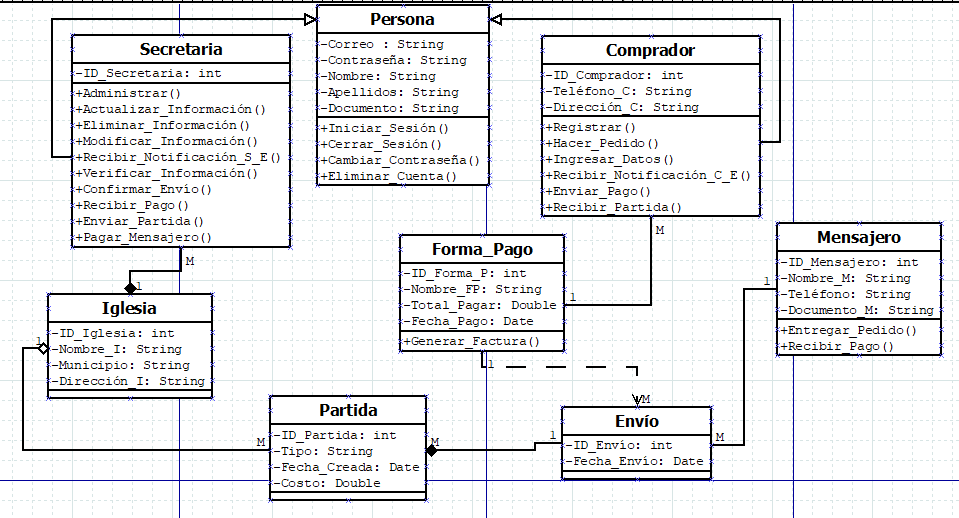 Persona
-Correo : String
-Contraseña: String
-Nombre: String
-Apellidos: String
-Documento: String
+Iniciar_Sesión()
+Cerrar_Sesión()
+Cambiar_Contraseña()
+Eliminar_Cuenta()
Secretaria
-ID_Secretaria: int
+Administrar()
+Actualizar_Información()
+Eliminar_Información()
+Modificar_Información()
+Recibir_Notificación_S_E()
+Verificar_Información()
+Confirmar_Envío()
+Recibir_Pago()
+Enviar_Partida()
+Pagar_Mensajero()
Comprador
-ID_Comprador: int
-Teléfono_C: String
-Dirección_C: String
+Registrar()
+Hacer_Pedido()
+Ingresar_Datos()
+Recibir_Notificación_C_E()
+Enviar_Pago()
+Recibir_Partida()
M
1
M
1
Forma_Pago
-ID_Forma_P: int
-Nombre_FP: String
-Total_Pagar: Double
-Fecha_Pago: Date
+Generar_Factura()
Mensajero
-ID_Mensajero: int
-Nombre_M: String
-Teléfono: String
-Documento_M: String
+Entregar_Pedido()
+Recibir_Pago()
Iglesia
-ID_Iglesia: int
-Nombre_I: String
-Municipio: String
-Dirección_I: String
1
M
1
M
1
M
M
1
Partida
-ID_Partida: int
-Tipo: String
-Fecha_Creada: Date
-Costo: Double
Envío
-ID_Envío: int
-Fecha_Envío: Date